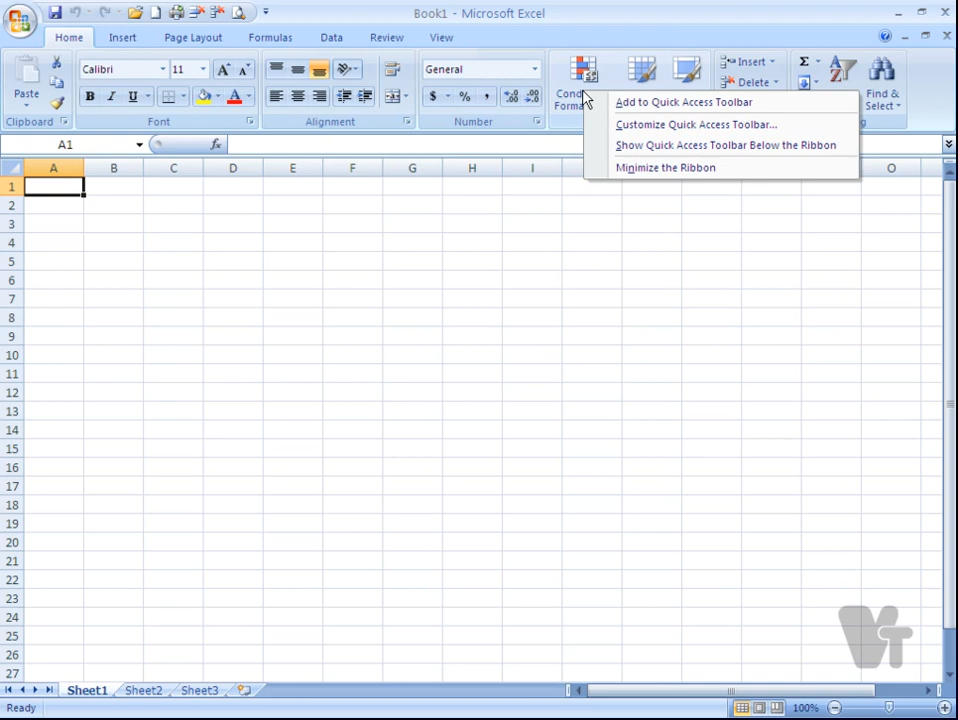 Book1 - Microsoft Excel
Home Insert Page Layout Formulas Data Review View
Calibri 11 General Insert
Paste B I U $ % , Delete Find &
Select
Add to Quick Access Toolbar
Customize Quick Access Toolbar...
Show Quick Access Toolbar Below the Ribbon
Minimize the Ribbon
Clipboard Font Alignment Number
A1 fx
A B C D E F G H I O
1
2
3
4
5
6
7
8
9
10
11
12
13
14
15
16
17
18
19
20
21
22
23
24
25
26
27
VT
Sheet1 Sheet2 Sheet3
Ready 100%